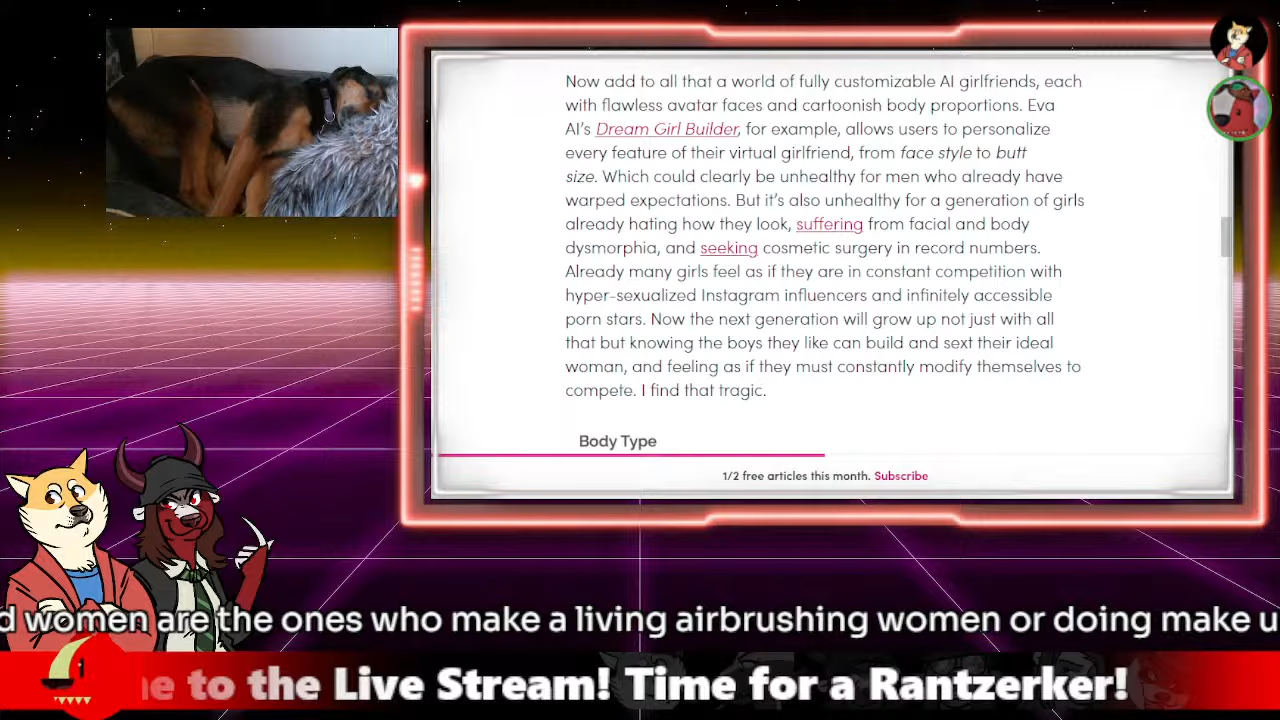 Now add to all that a world of fully customizable AI girlfriends, each
with flawless avatar faces and cartoonish body proportions. Eva
AI's Dream Girl Builder, for example, allows users to personalize
every feature of their virtual girlfriend, from face style to butt
size. Which could clearly be unhealthy for men who already have
warped expectations. But it's also unhealthy for a generation of girls
already hating how they look, suffering from facial and body
dysmorphia, and seeking cosmetic surgery in record numbers.
Already many girls feel as if they are in constant competition with
hyper-sexualized Instagram influencers and infinitely accessible
porn stars. Now the next generation will grow up not just with all
that but knowing the boys they like can build and sext their ideal
woman, and feeling as if they must constantly modify themselves to
compete. I find that tragic.
Body Type
1/2 free articles this month. Subscribe
d women are the ones who make a living airbrushing women or doing make u
e to the Live Stream! Time for a Rantzerker!